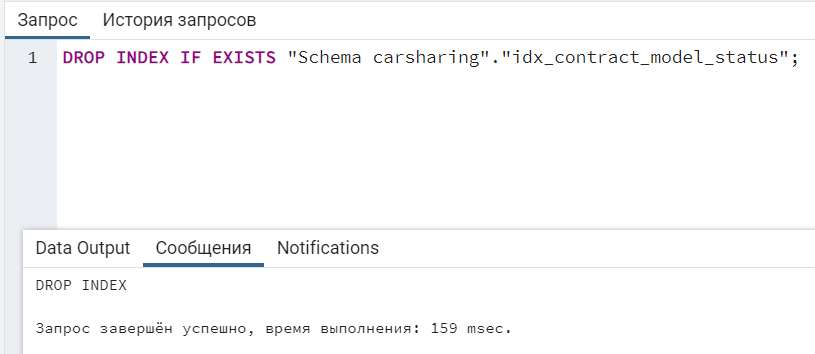 Запрос История запросов
1 DROP INDEX IF EXISTS "Schema carsharing"."idx_contract_model_status";
Data Output Сообщения Notifications
DROP INDEX
Запрос завершён успешно, время выполнения: 159 msec.